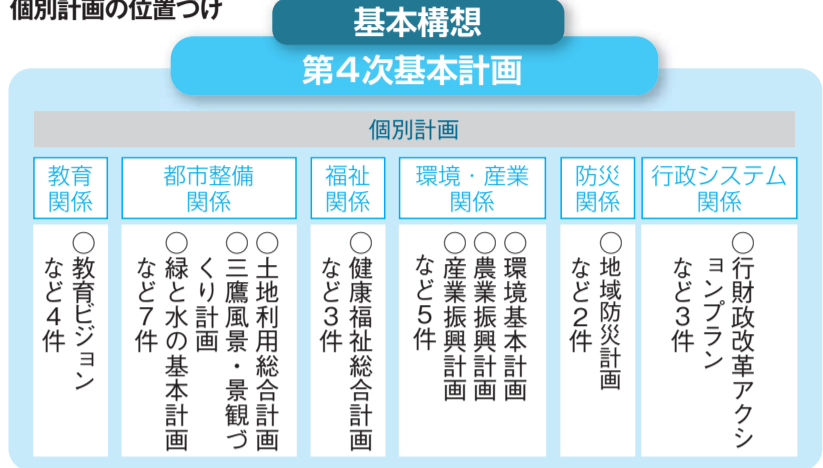 個別計画の位置づけ
基本構想
第4次基本計画
個別計画
教育
関係
○教育ビジョン
など4件
都市整備
関係
○土地利用総合計画
○三鷹風景・景観づ
くり計画
○緑と水の基本計画
など7件
福祉
関係
○健康福祉総合計画
など3件
環境・産業
関係
○環境基本計画
○農業振興計画
○産業振興計画
など5件
防災
関係
○地域防災計画
など2件
行政システム
関係
○行財政改革アクシ
ョンプラン
など3件